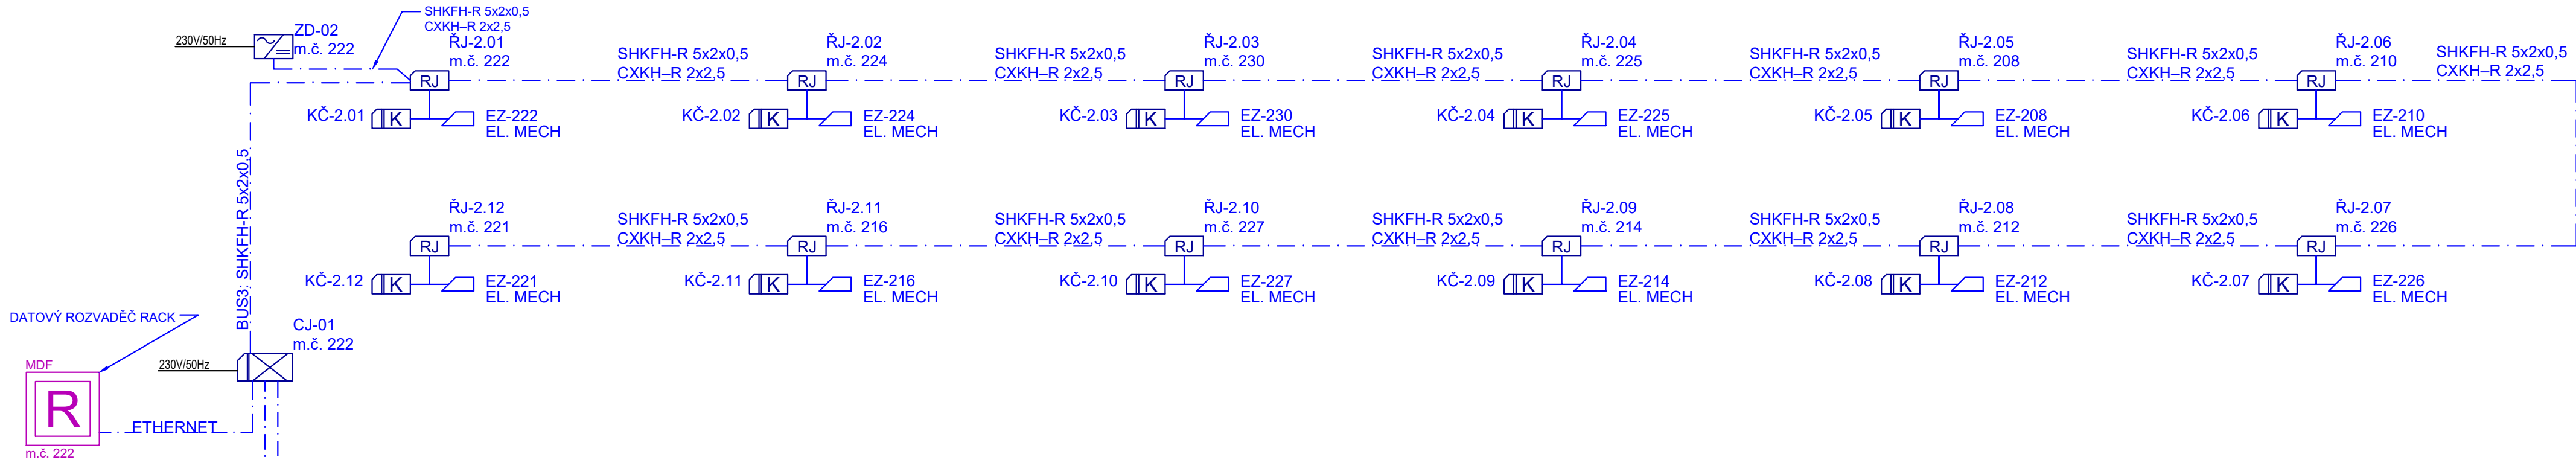 SHKFH-R 5x2x0,5
CXKH–R 2x2,5
230V/50Hz
ZD-02
m.č. 222
ŘJ-2.01
m.č. 222
RJ
KČ-2.01
K
EZ-222
EL. MECH
SHKFH-R 5x2x0,5
CXKH–R 2x2,5
ŘJ-2.02
m.č. 224
RJ
KČ-2.02
K
EZ-224
EL. MECH
SHKFH-R 5x2x0,5
CXKH–R 2x2,5
ŘJ-2.03
m.č. 230
RJ
KČ-2.03
K
EZ-230
EL. MECH
SHKFH-R 5x2x0,5
CXKH–R 2x2,5
ŘJ-2.04
m.č. 225
RJ
KČ-2.04
K
EZ-225
EL. MECH
SHKFH-R 5x2x0,5
CXKH–R 2x2,5
ŘJ-2.05
m.č. 208
RJ
KČ-2.05
K
EZ-208
EL. MECH
SHKFH-R 5x2x0,5
CXKH–R 2x2,5
ŘJ-2.06
m.č. 210
RJ
KČ-2.06
K
EZ-210
EL. MECH
SHKFH-R 5x2x0,5
CXKH–R 2x2,5
BUS3: SHKFH-R 5x2x0,5
ŘJ-2.12
m.č. 221
RJ
KČ-2.12
K
EZ-221
EL. MECH
SHKFH-R 5x2x0,5
CXKH–R 2x2,5
ŘJ-2.11
m.č. 216
RJ
KČ-2.11
K
EZ-216
EL. MECH
SHKFH-R 5x2x0,5
CXKH–R 2x2,5
ŘJ-2.10
m.č. 227
RJ
KČ-2.10
K
EZ-227
EL. MECH
SHKFH-R 5x2x0,5
CXKH–R 2x2,5
ŘJ-2.09
m.č. 214
RJ
KČ-2.09
K
EZ-214
EL. MECH
SHKFH-R 5x2x0,5
CXKH–R 2x2,5
ŘJ-2.08
m.č. 212
RJ
KČ-2.08
K
EZ-212
EL. MECH
SHKFH-R 5x2x0,5
CXKH–R 2x2,5
ŘJ-2.07
m.č. 226
RJ
KČ-2.07
K
EZ-226
EL. MECH
DATOVÝ ROZVADĚČ RACK
CJ-01
m.č. 222
230V/50Hz
MDF
R
m.č. 222
ETHERNET